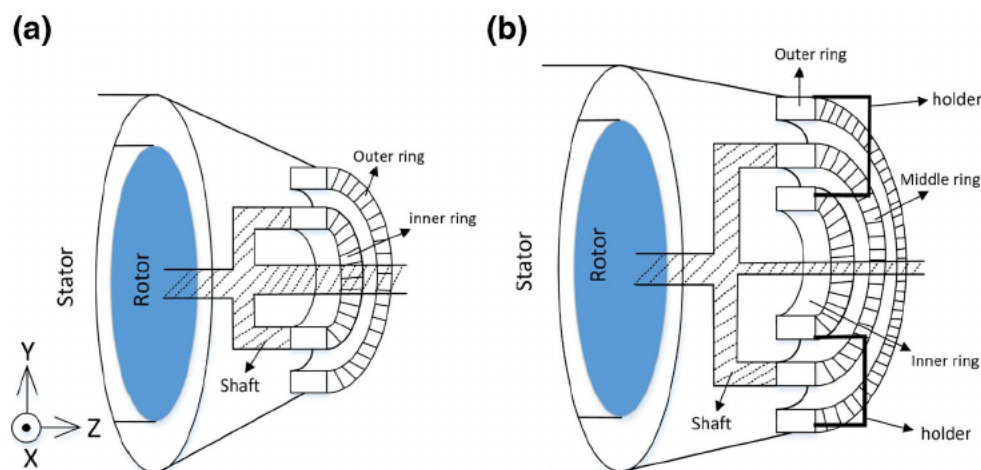 (a)
Outer ring
inner ring
Stator
Rotor
Shaft
Y
Z
X
(b)
Outer ring
holder
Middle ring
Stator
Rotor
Inner ring
Shaft
holder